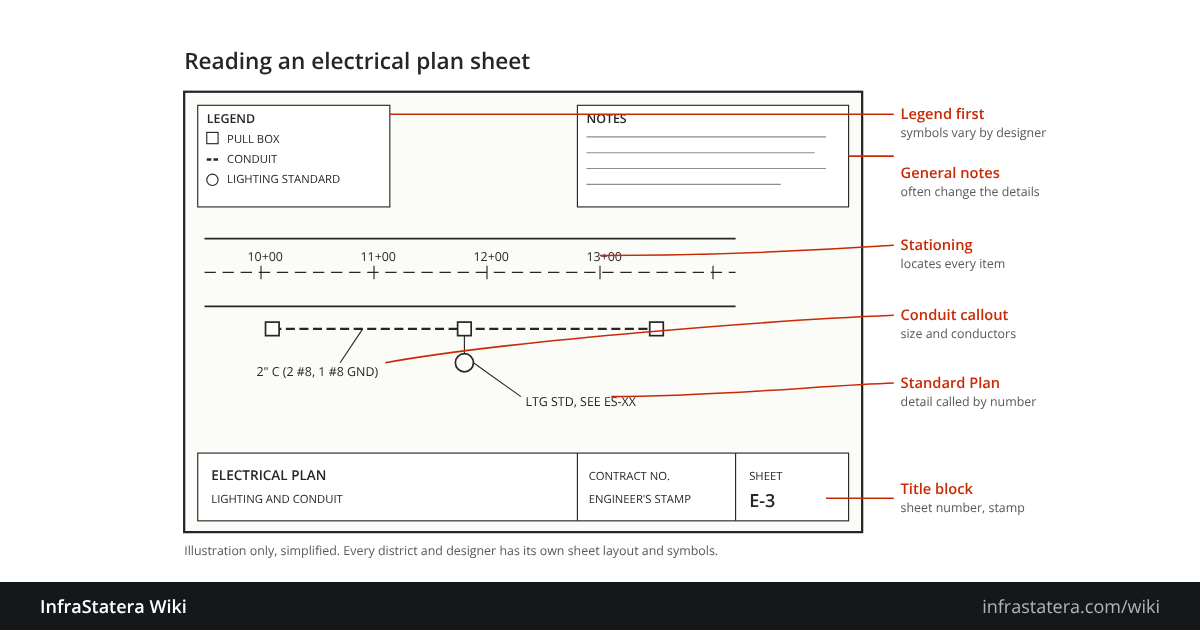 Reading an electrical plan sheet
LEGEND
PULL BOX
CONDUIT
LIGHTING STANDARD
NOTES
Legend first
symbols vary by designer
General notes
often change the details
10+00 11+00 12+00 13+00
Stationing
locates every item
Conduit callout
size and conductors
2" C (2 #8, 1 #8 GND)
LTG STD, SEE ES-XX
Standard Plan
detail called by number
ELECTRICAL PLAN
LIGHTING AND CONDUIT
CONTRACT NO.
ENGINEER'S STAMP
SHEET
E-3
Title block
sheet number, stamp
Illustration only, simplified. Every district and designer has its own sheet layout and symbols.
InfraStatera Wiki
infrastatera.com/wiki